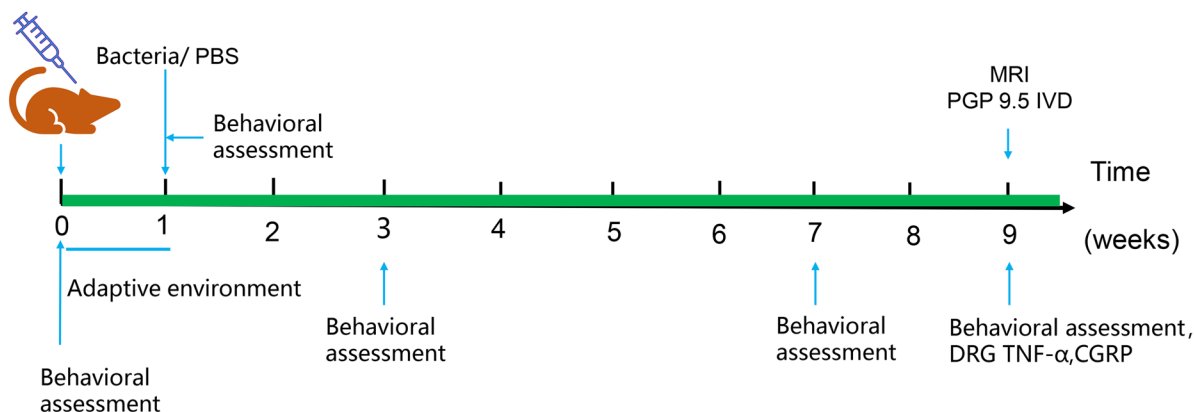 Bacteria/ PBS
Behavioral
assessment
MRI
PGP 9.5 IVD
Time
0
1
2
3
4
5
6
7
8
9
(weeks)
Adaptive environment
Behavioral
assessment
Behavioral
assessment
Behavioral
assessment
Behavioral assessment,
DRG TNF-α,CGRP